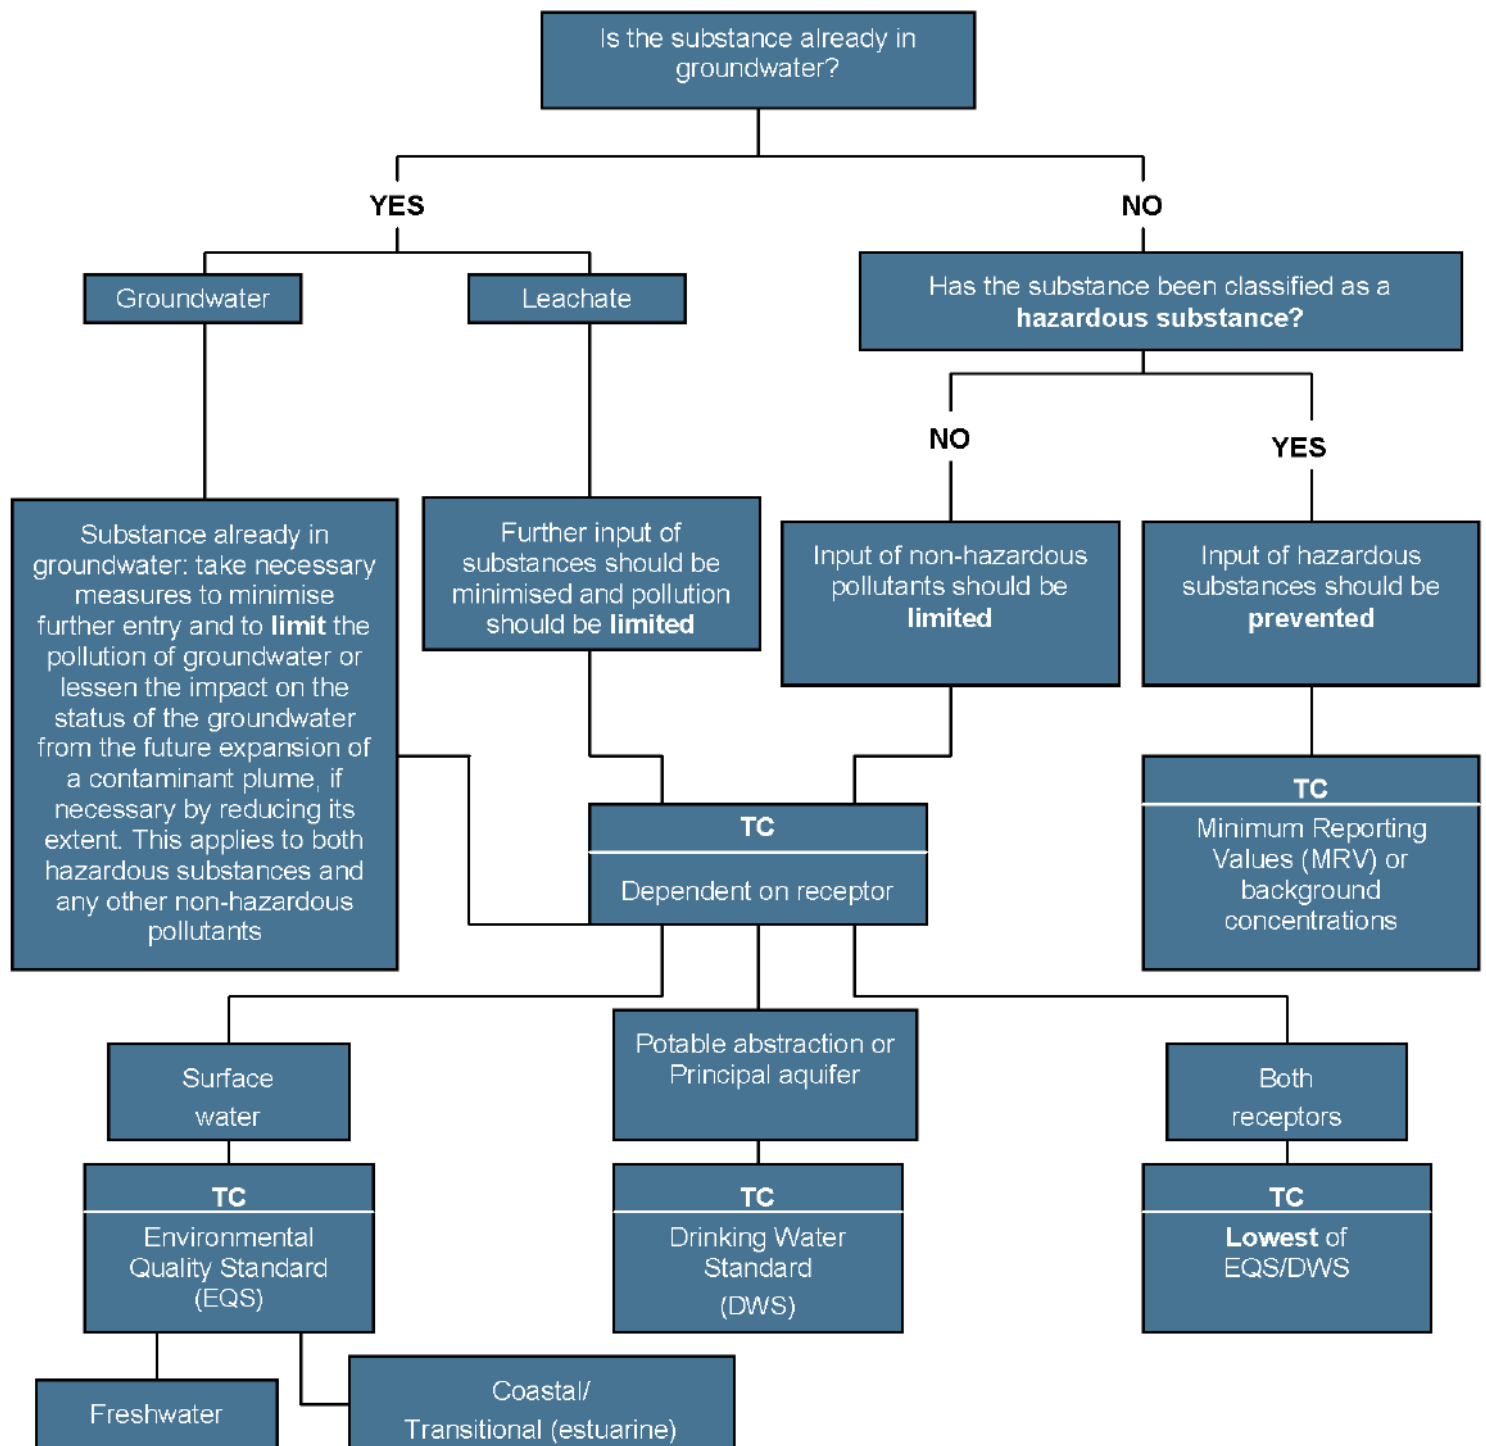 Is the substance already in
groundwater?
YES
NO
Groundwater
Leachate
Has the substance been classified as a
hazardous substance?
NO
YES
Substance already in
groundwater: take necessary
measures to minimise
further entry and to limit the
pollution of groundwater or
lessen the impact on the
status of the groundwater
from the future expansion of
a contaminant plume, if
necessary by reducing its
extent. This applies to both
hazardous substances and
any other non-hazardous
pollutants
Further input of
substances should be
minimised and pollution
should be limited
Input of non-hazardous
pollutants should be
limited
Input of hazardous
substances should be
prevented
TC
Minimum Reporting
Values (MRV) or
background
concentrations
TC
Dependent on receptor
Surface
water
Potable abstraction or
Principal aquifer
Both
receptors
TC
Environmental
Quality Standard
(EQS)
TC
Drinking Water
Standard
(DWS)
TC
Lowest of
EQS/DWS
Freshwater
Coastal/
Transitional (estuarine)